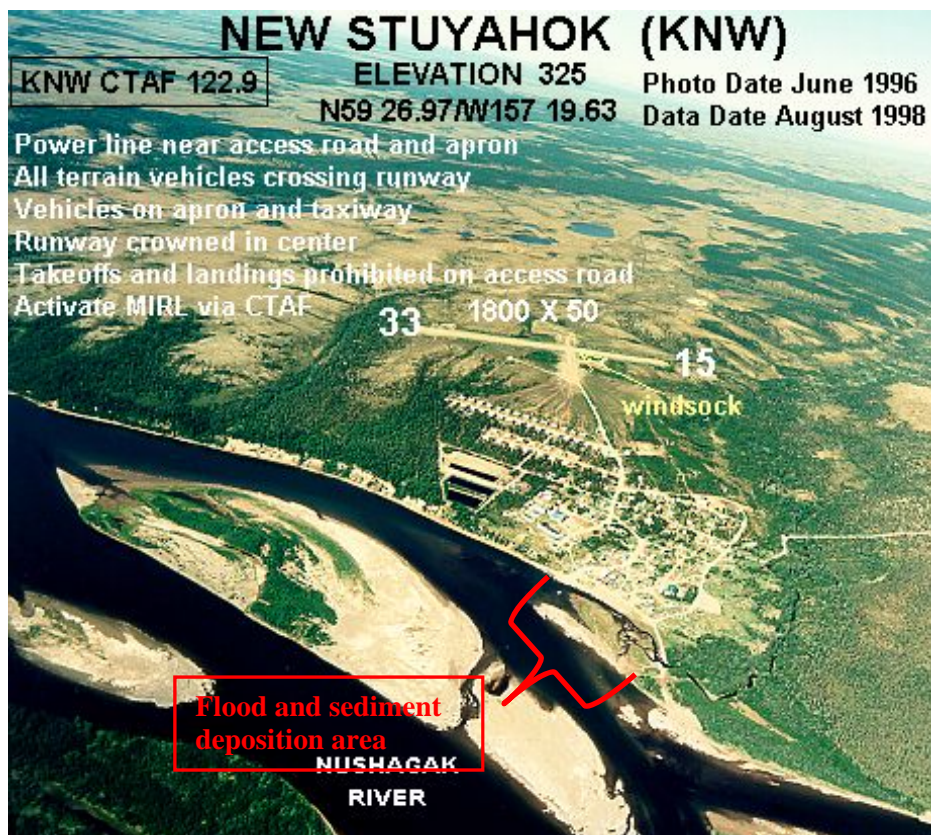 NEW STUYAHOK (KNW)
KNW CTAF 122.9
ELEVATION 325
N59 26.97/W157 19.63
Photo Date June 1996
Data Date August 1998
Power line near access road and apron
All terrain vehicles crossing runway
Vehicles on apron and taxiway
Runway crowned in center
Takeoffs and landings prohibited on access road
Activate MIRL via CTAF
33
1800 X 50
15
windsock
Flood and sediment
deposition area
NUSHAGAK
RIVER